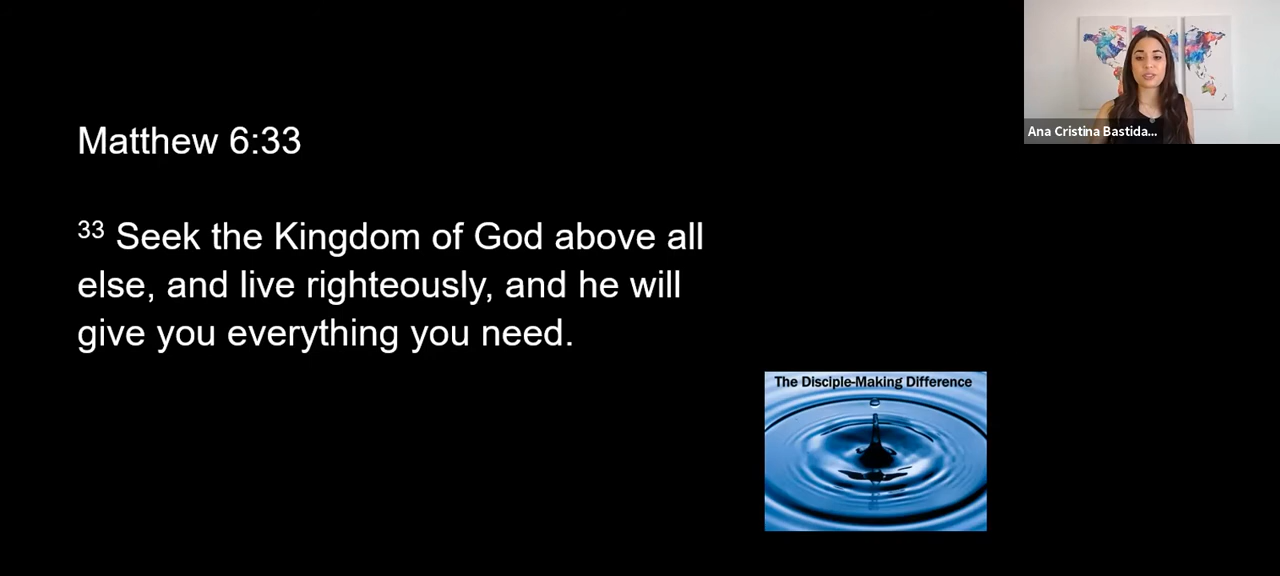 Matthew 6:33
33 Seek the Kingdom of God above all
else, and live righteously, and he will
give you everything you need.
The Disciple-Making Difference
Ana Cristina Bastida...